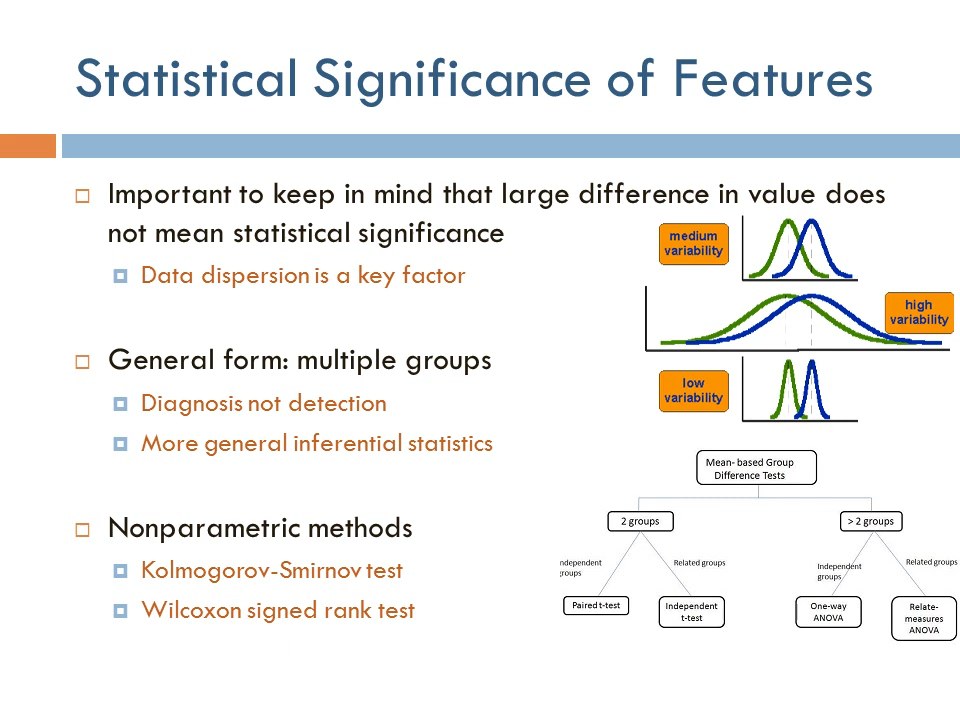 Statistical Significance of Features
Important to keep in mind that large difference in value does
not mean statistical significance
Data dispersion is a key factor
General form: multiple groups
Diagnosis not detection
More general inferential statistics
Nonparametric methods
Kolmogorov-Smirnov test
Wilcoxon signed rank test
medium
variability
high
variability
low
variability
Mean- based Group
Difference Tests
2 groups
> 2 groups
ndependent
groups
Related groups
Independent
groups
Related groups
Paired t-test
Independent
t-test
One-way
ANOVA
Relate-
measures
ANOVA